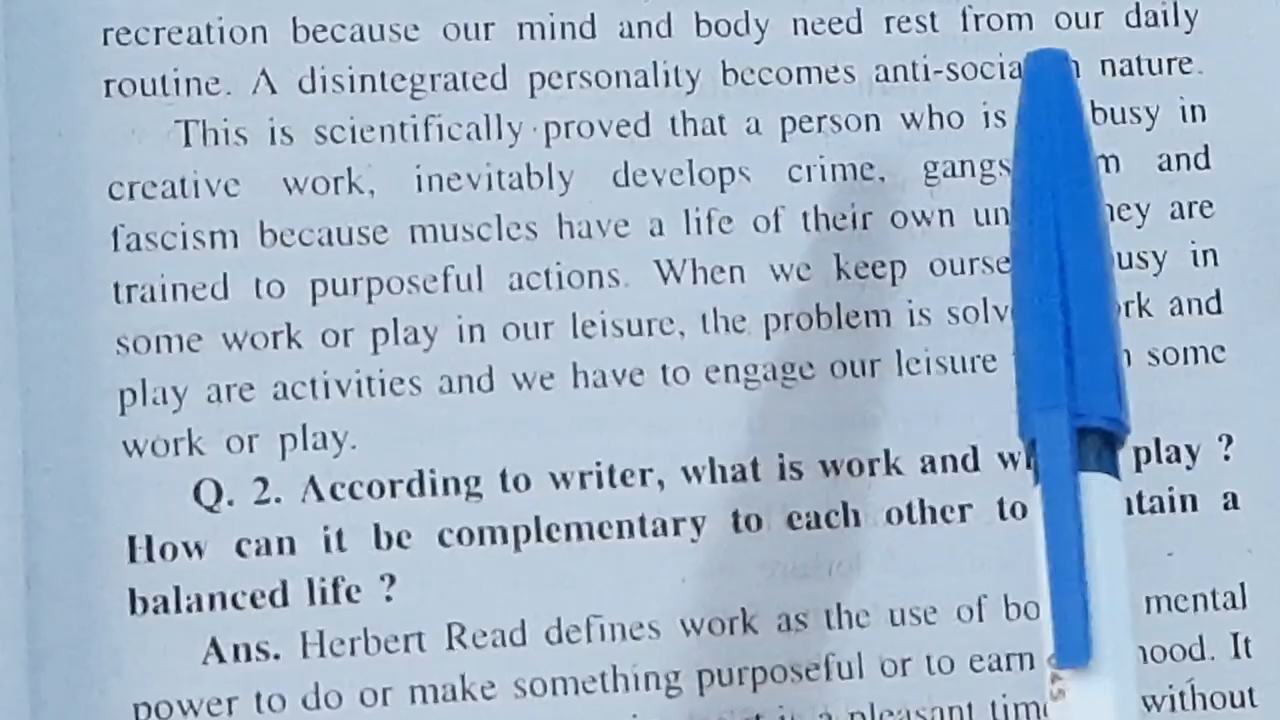 recreation because our mind and body need rest from our daily
routine. A disintegrated personality becomes anti-socia nature.
This is scientifically proved that a person who is busy in
creative work, inevitably develops crime, gangs m and
fascism because muscles have a life of their own un hey are
trained to purposeful actions. When we keep ourse usy in
some work or play in our leisure, the problem is solv rk and
play are activities and we have to engage our leisure some
work or play.
Q. 2. According to writer, what is work and wh play ?
How can it be complementary to each other to ntain a
balanced life ?
Ans. Herbert Read defines work as the use of bo mental
power to do or make something purposeful or to earn hood. It
is a pleasant time without